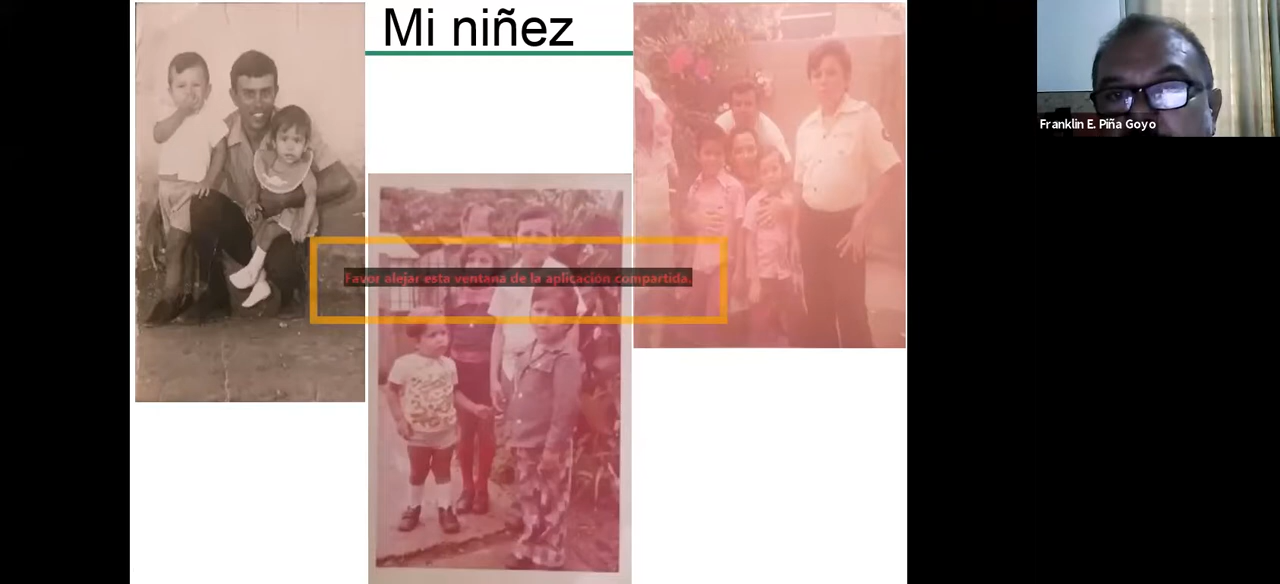 Mi niñez
Franklin E. Piña Goyo
Favor alejar esta ventana de la aplicación compartida.